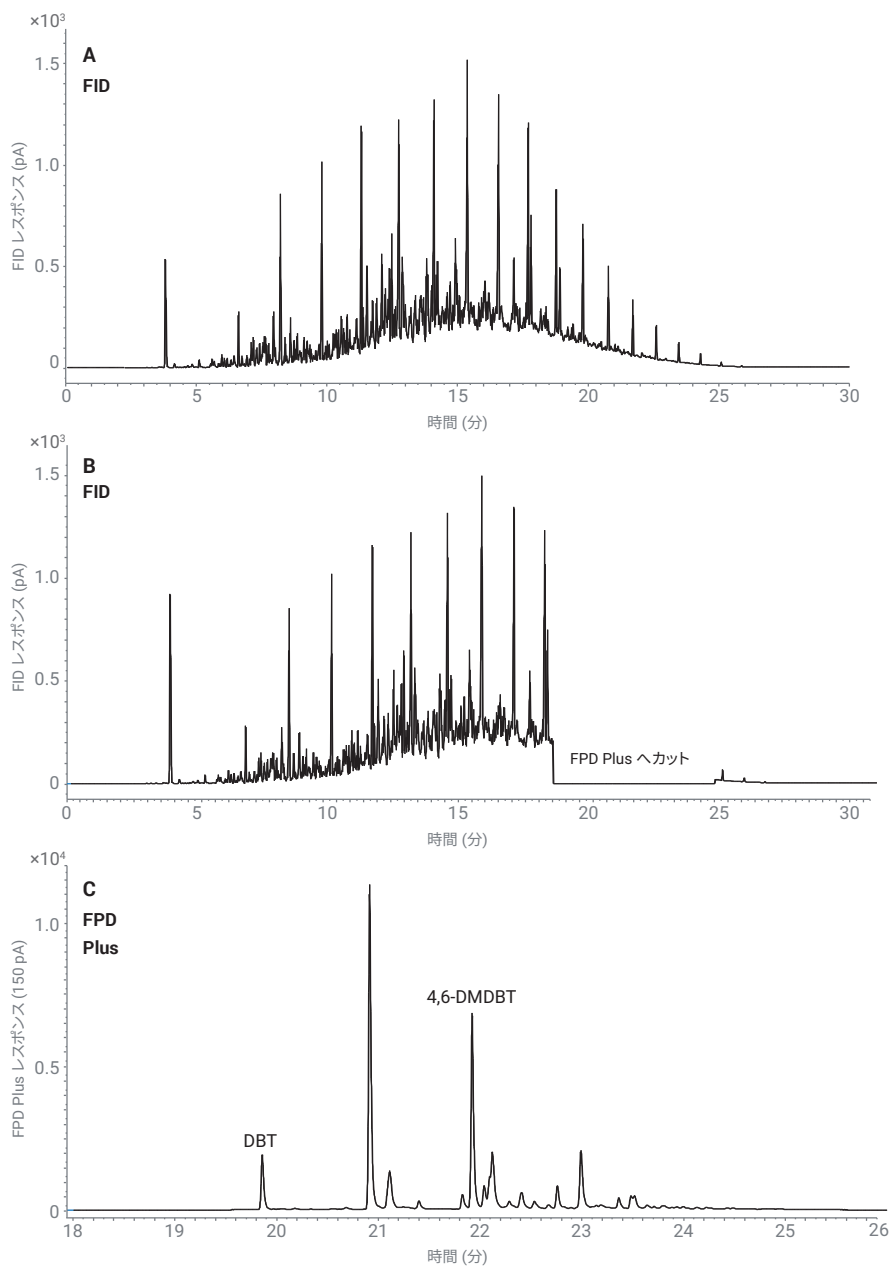 ×10³
A
FID
1.5
1.0
0.5
0
FID レスポンス (pA)
0 5 10 15 20 25 30
時間 (分)
×10³
B
FID
1.5
1.0
0.5
0
FID レスポンス (pA)
FPD Plus へカット
0 5 10 15 20 25 30
時間 (分)
×10⁴
C
FPD
Plus
1.0
0.5
0
FPD Plus レスポンス (150 pA)
4,6-DMDBT
DBT
18 19 20 21 22 23 24 25 26
時間 (分)